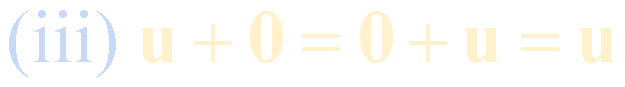 (iii) u + 0 = 0 + u = u